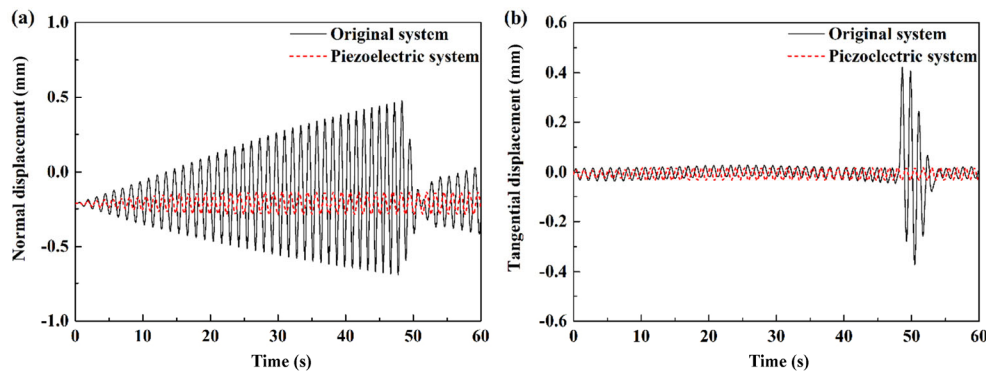 (a)
1.0
0.5
0.0
-0.5
-1.0
Normal displacement (mm)
Original system
Piezoelectric system
0 10 20 30 40 50 60
Time (s)
(b)
0.6
0.4
0.2
0.0
-0.2
-0.4
-0.6
Tangential displacement (mm)
Original system
Piezoelectric system
0 10 20 30 40 50 60
Time (s)